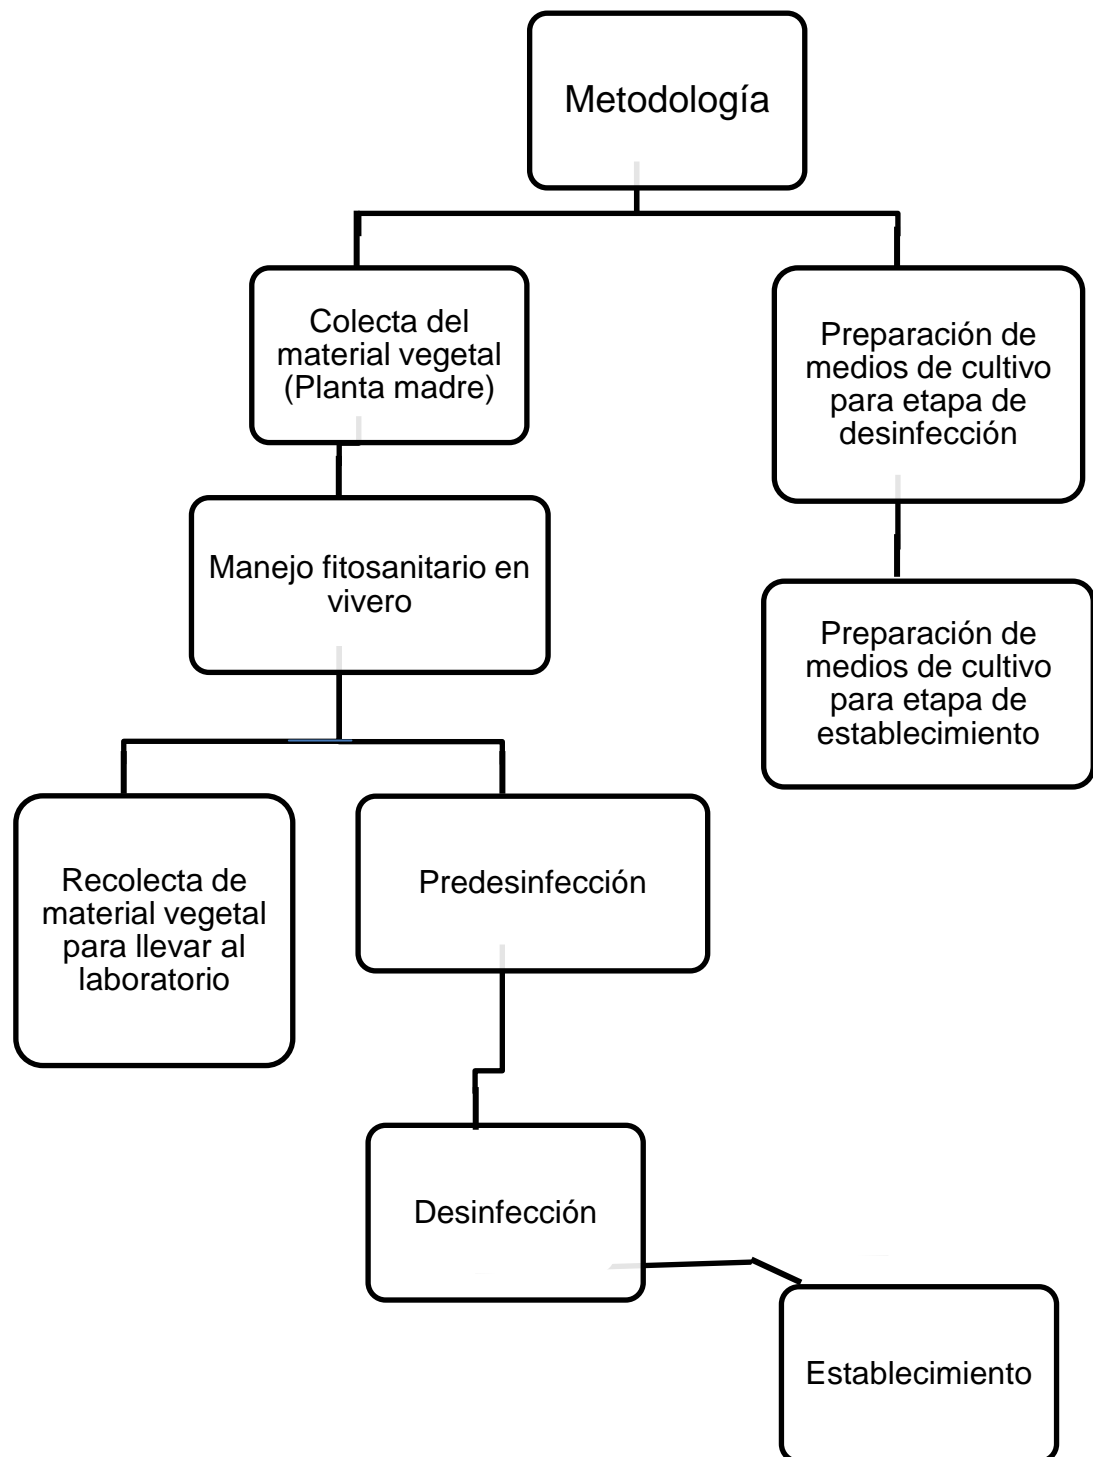 Metodología
Colecta del
material vegetal
(Planta madre)
Preparación de
medios de cultivo
para etapa de
desinfección
Manejo fitosanitario en
vivero
Preparación de
medios de cultivo
para etapa de
establecimiento
Recolecta de
material vegetal
para llevar al
laboratorio
Predesinfección
Desinfección
Establecimiento